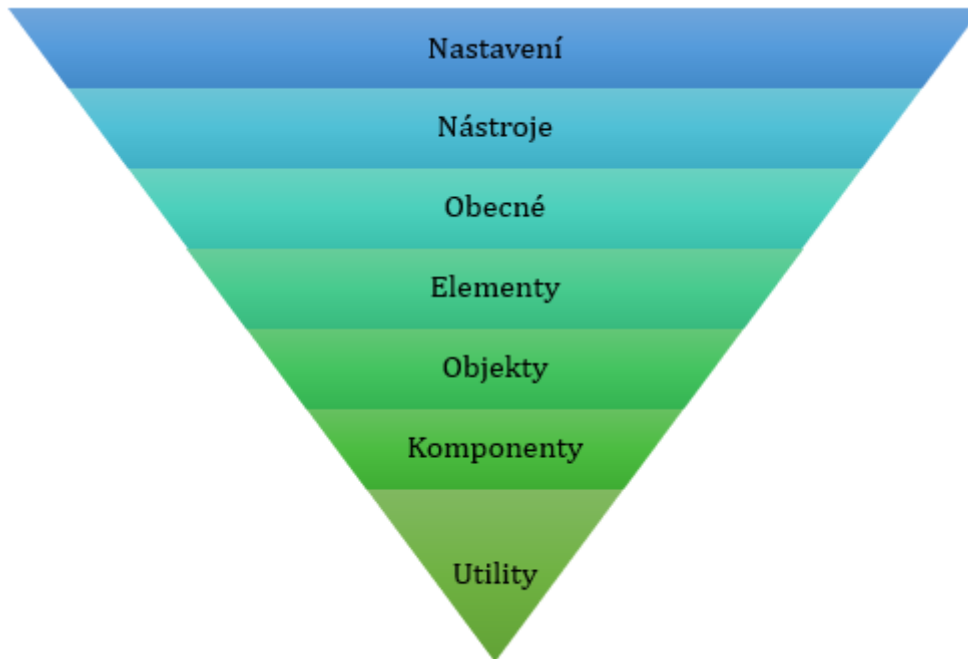 Nastavení
Nástroje
Obecné
Elementy
Objekty
Komponenty
Utility